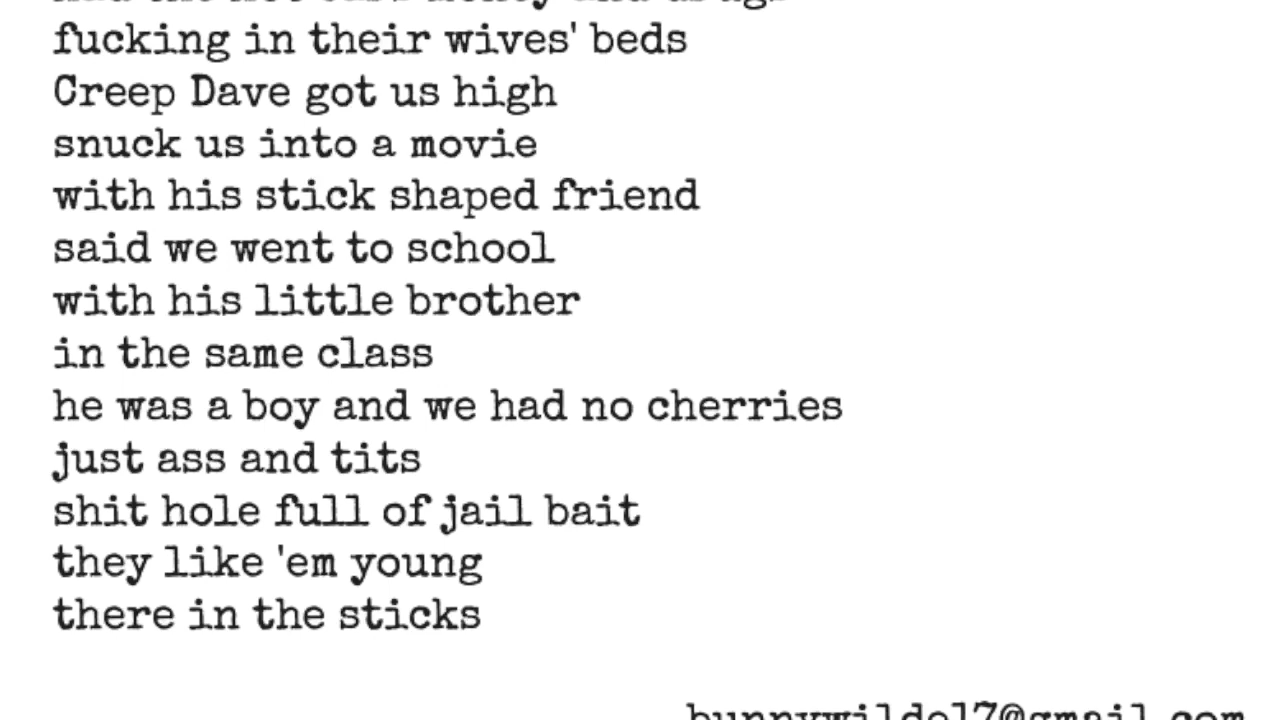 fucking in their wives' beds
Creep Dave got us high
snuck us into a movie
with his stick shaped friend
said we went to school
with his little brother
in the same class
he was a boy and we had no cherries
just ass and tits
shit hole full of jail bait
they like 'em young
there in the sticks